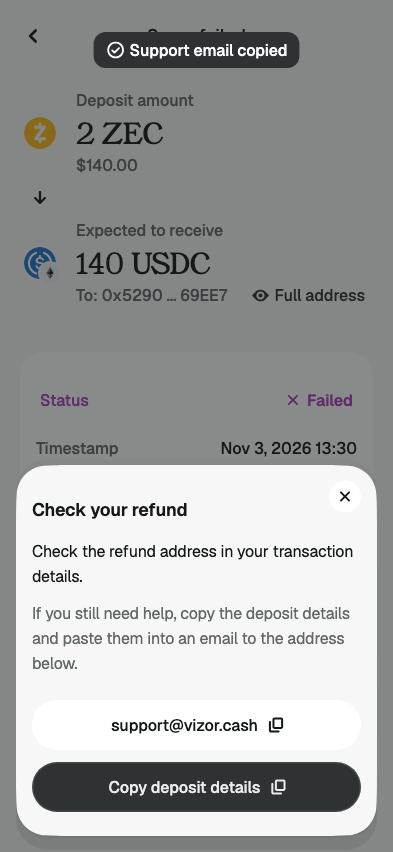 Support email copied
Deposit amount
2 ZEC
$140.00
Expected to receive
140 USDC
To: 0x5290 ... 69EE7 Full address
Status Failed
Timestamp Nov 3, 2026 13:30
Check your refund
Check the refund address in your transaction
details.
If you still need help, copy the deposit details
and paste them into an email to the address
below.
support@vizor.cash
Copy deposit details